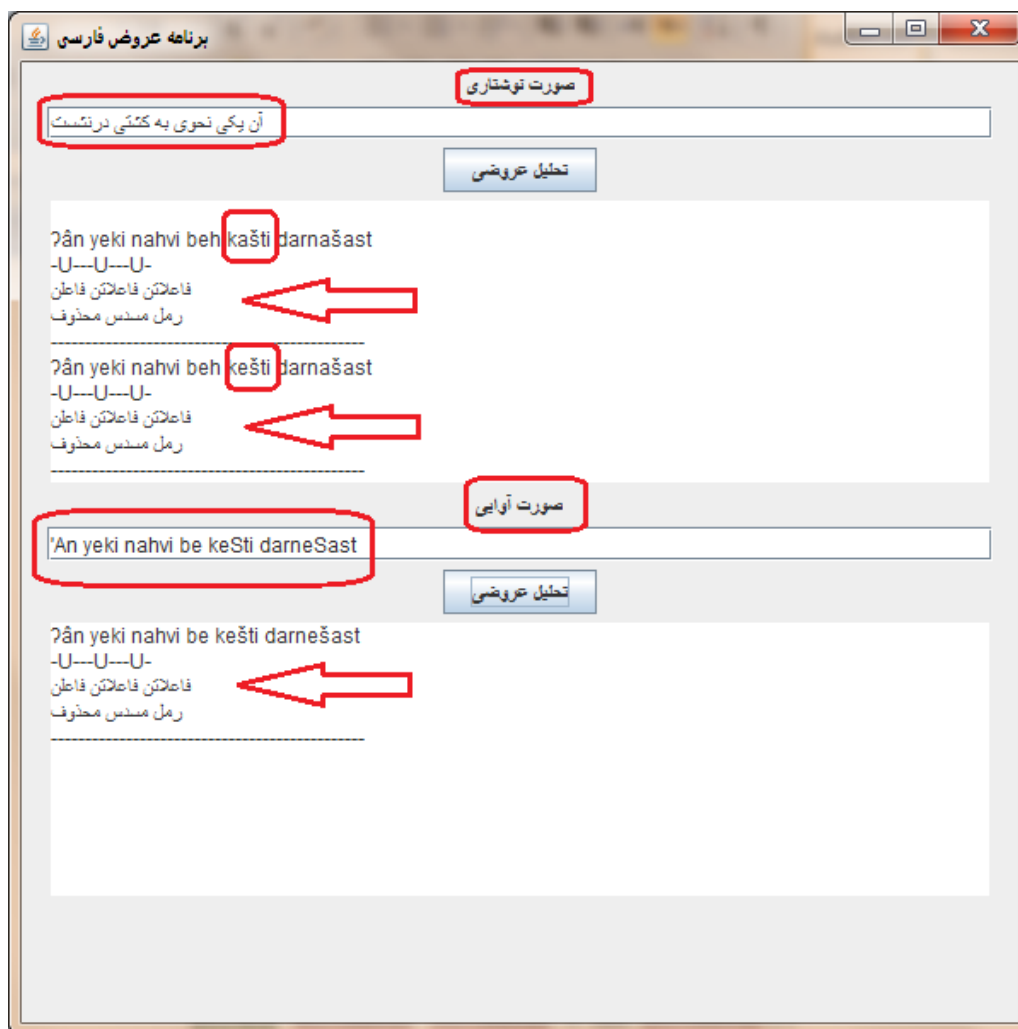 برنامه عروض فارسی
صورت نوشتاری
آن یکی نحوی به کشتی درنشست
تحلیل عروضی
ʔân yeki nahvi beh kašti darnašast
-U---U---U-
فاعلاتن فاعلاتن فاعلن
رمل مسدس محذوف
---------------------------------------------
ʔân yeki nahvi beh kešti darnašast
-U---U---U-
فاعلاتن فاعلاتن فاعلن
رمل مسدس محذوف
---------------------------------------------
صورت آوایی
'An yeki nahvi be keSti darneSast
تحلیل عروضی
ʔân yeki nahvi be kešti darnešast
-U---U---U-
فاعلاتن فاعلاتن فاعلن
رمل مسدس محذوف
---------------------------------------------